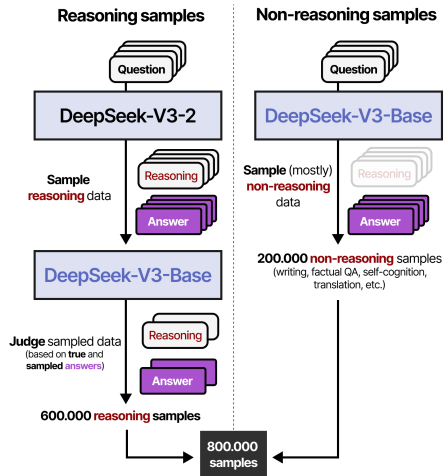 Reasoning samples
Question
DeepSeek-V3-2
Sample
reasoning data
Reasoning
Answer
DeepSeek-V3-Base
Judge sampled data
(based on true and
sampled answers)
Reasoning
Answer
600.000 reasoning samples
Non-reasoning samples
Question
DeepSeek-V3-Base
Sample (mostly)
non-reasoning
data
Reasoning
Answer
200.000 non-reasoning samples
(writing, factual QA, self-cognition,
translation, etc.)
800.000
samples